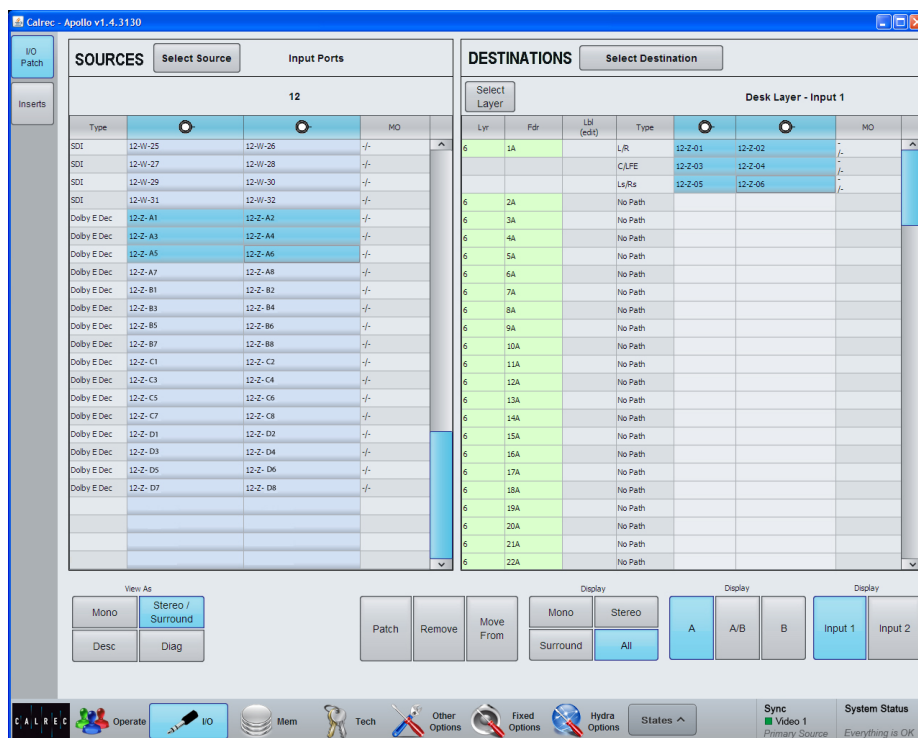 Calrec - Apollo v1.4.3130
I/O
Patch
Inserts
SOURCES Select Source Input Ports
12
Type MO
SDI 12-W-25 12-W-26 -/-
SDI 12-W-27 12-W-28 -/-
SDI 12-W-29 12-W-30 -/-
SDI 12-W-31 12-W-32 -/-
Dolby E Dec 12-Z-A1 12-Z-A2 -/-
Dolby E Dec 12-Z-A3 12-Z-A4 -/-
Dolby E Dec 12-Z-A5 12-Z-A6 -/-
Dolby E Dec 12-Z-A7 12-Z-A8 -/-
Dolby E Dec 12-Z-B1 12-Z-B2 -/-
Dolby E Dec 12-Z-B3 12-Z-B4 -/-
Dolby E Dec 12-Z-B5 12-Z-B6 -/-
Dolby E Dec 12-Z-B7 12-Z-B8 -/-
Dolby E Dec 12-Z-C1 12-Z-C2 -/-
Dolby E Dec 12-Z-C3 12-Z-C4 -/-
Dolby E Dec 12-Z-C5 12-Z-C6 -/-
Dolby E Dec 12-Z-C7 12-Z-C8 -/-
Dolby E Dec 12-Z-D1 12-Z-D2 -/-
Dolby E Dec 12-Z-D3 12-Z-D4 -/-
Dolby E Dec 12-Z-D5 12-Z-D6 -/-
Dolby E Dec 12-Z-D7 12-Z-D8 -/-
DESTINATIONS Select Destination
Select
Layer
Desk Layer - Input 1
Lyr Fdr Lbl
(edit) Type MO
6 1A L/R 12-Z-01 12-Z-02 -/-
C/LFE 12-Z-03 12-Z-04 -/-
Ls/Rs 12-Z-05 12-Z-06 -/-
6 2A No Path
6 3A No Path
6 4A No Path
6 5A No Path
6 6A No Path
6 7A No Path
6 8A No Path
6 9A No Path
6 10A No Path
6 11A No Path
6 12A No Path
6 13A No Path
6 14A No Path
6 15A No Path
6 16A No Path
6 17A No Path
6 18A No Path
6 19A No Path
6 20A No Path
6 21A No Path
6 22A No Path
View As
Mono Stereo /
Surround
Desc Diag
Patch Remove Move
From
Display
Mono Stereo
Surround All
Display
A A/B B
Display
Input 1 Input 2
CALREC
Operate
I/O
Mem
Tech
Other
Options
Fixed
Options
Hydra
Options
States
Sync
Video 1
Primary Source
System Status
Everything is OK